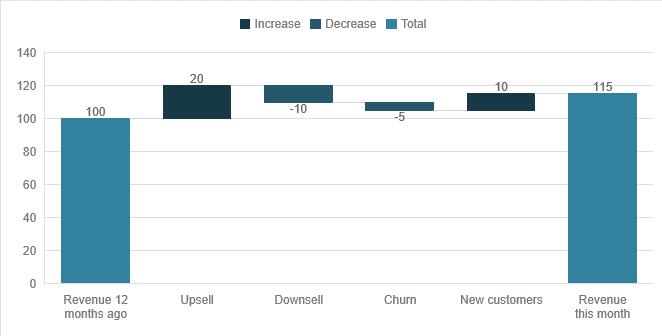 Increase Decrease Total
140
120
100
80
60
40
20
0
100
20
-10
-5
10
115
Revenue 12
months ago
Upsell
Downsell
Churn
New customers
Revenue
this month